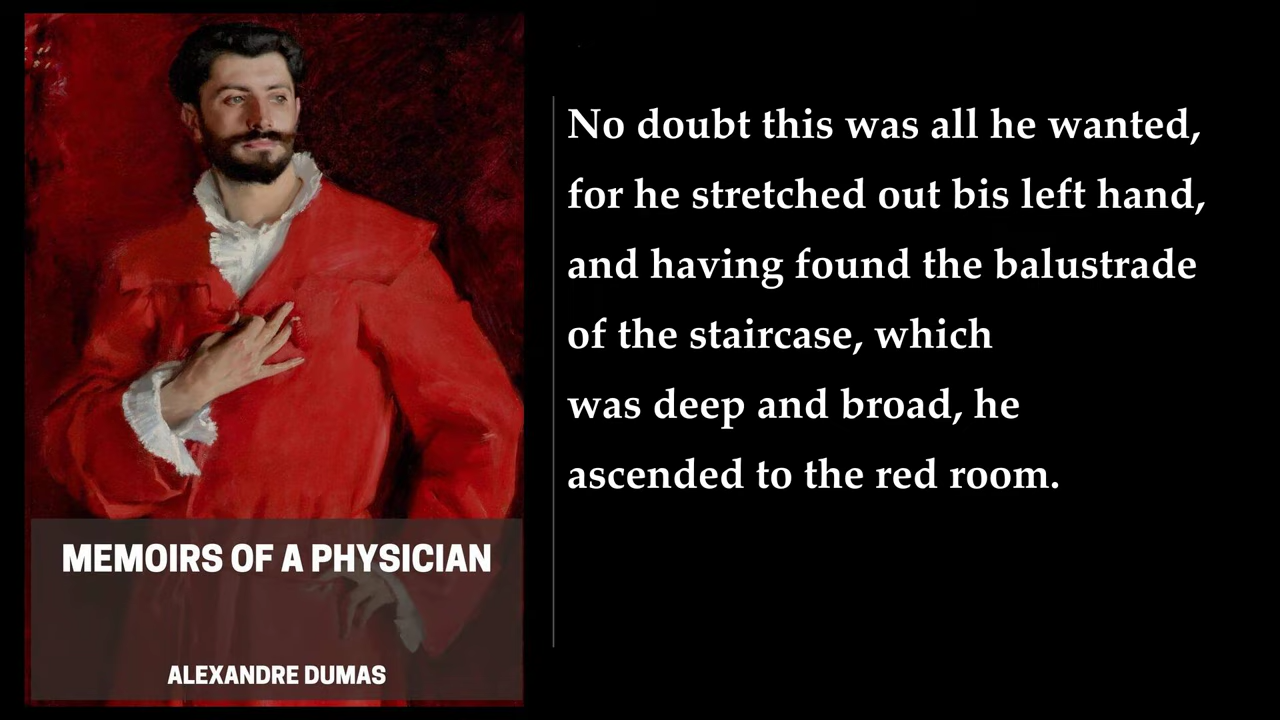 MEMOIRS OF A PHYSICIAN
ALEXANDRE DUMAS
No doubt this was all he wanted,
for he stretched out bis left hand,
and having found the balustrade
of the staircase, which
was deep and broad, he
ascended to the red room.